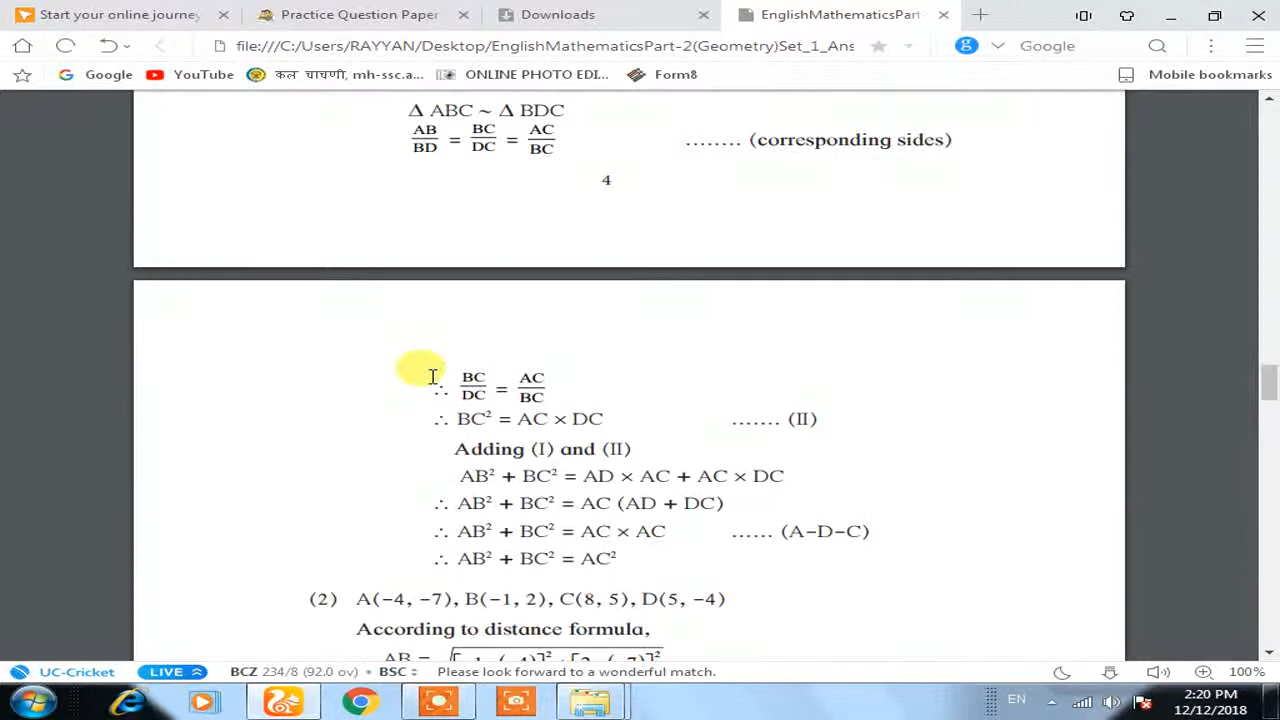 Start your online journey
Practice Question Paper
Downloads
EnglishMathematicsPart-
file:///C:/Users/RAYYAN/Desktop/EnglishMathematicsPart-2(Geometry)Set_1_Ans
Google
Google
YouTube
कल चाचणी, mh-ssc.a...
ONLINE PHOTO EDI...
Form8
Mobile bookmarks
Δ ABC ~ Δ BDC
AB/BD = BC/DC = AC/BC ........ (corresponding sides)
4
∴ BC/DC = AC/BC
∴ BC² = AC × DC ....... (II)
Adding (I) and (II)
AB² + BC² = AD × AC + AC × DC
∴ AB² + BC² = AC (AD + DC)
∴ AB² + BC² = AC × AC ...... (A-D-C)
∴ AB² + BC² = AC²
(2) A(-4, -7), B(-1, 2), C(8, 5), D(5, -4)
According to distance formula,
AB =
UC-Cricket
LIVE
BCZ 234/8 (92.0 ov) • BSC Please look forward to a wonderful match.
100%
EN
2:20 PM
12/12/2018